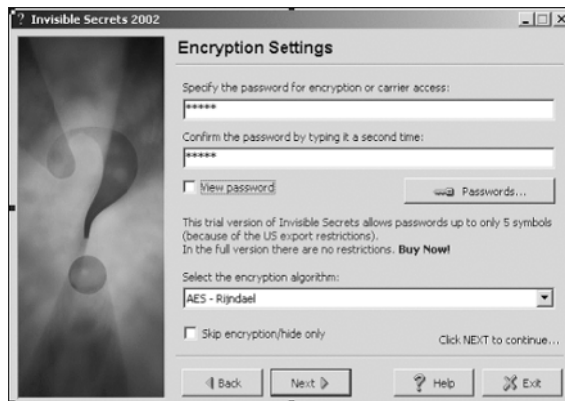 ? Invisible Secrets 2002
Encryption Settings
Specify the password for encryption or carrier access:
*****
Confirm the password by typing it a second time:
*****
View password
Passwords...
This trial version of Invisible Secrets allows passwords up to only 5 symbols
(because of the US export restrictions).
In the full version there are no restrictions. Buy Now!
Select the encryption algorithm:
AES - Rijndael
Skip encryption/hide only
Click NEXT to continue...
Back
Next
Help
Exit